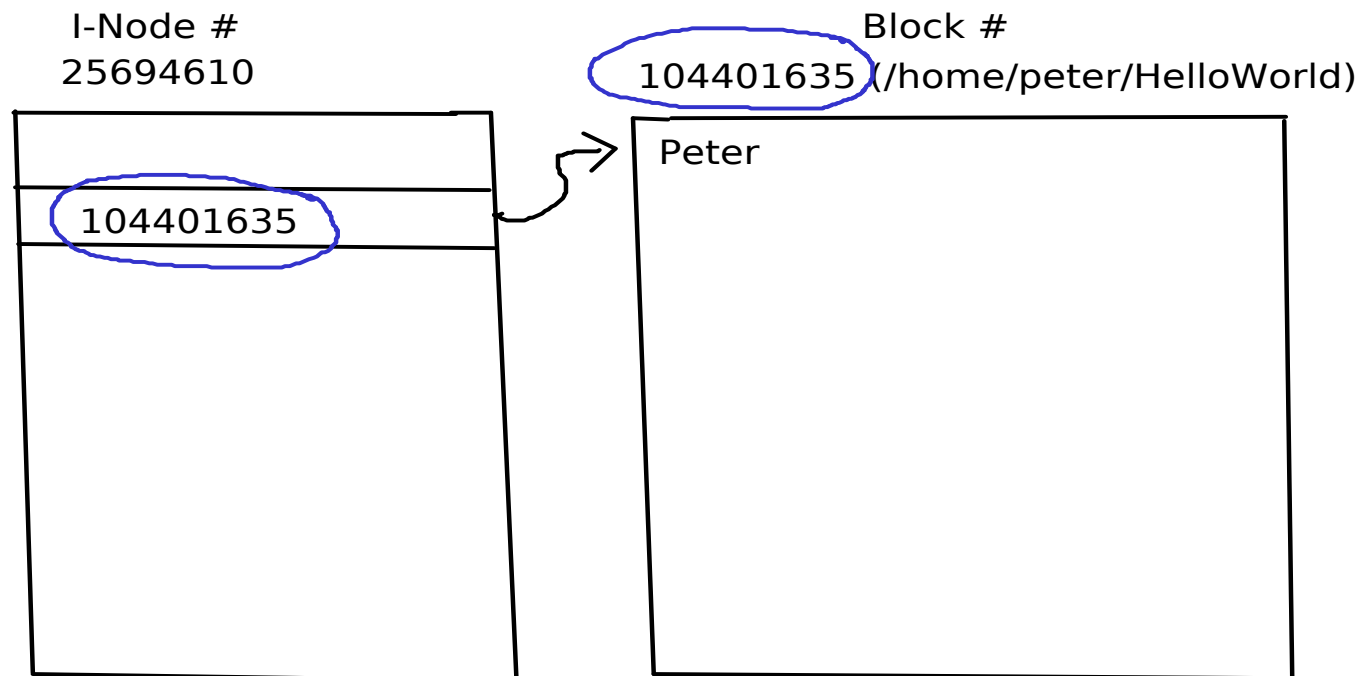 I-Node #
25694610
104401635
Block #
104401635 (/home/peter/HelloWorld)
Peter